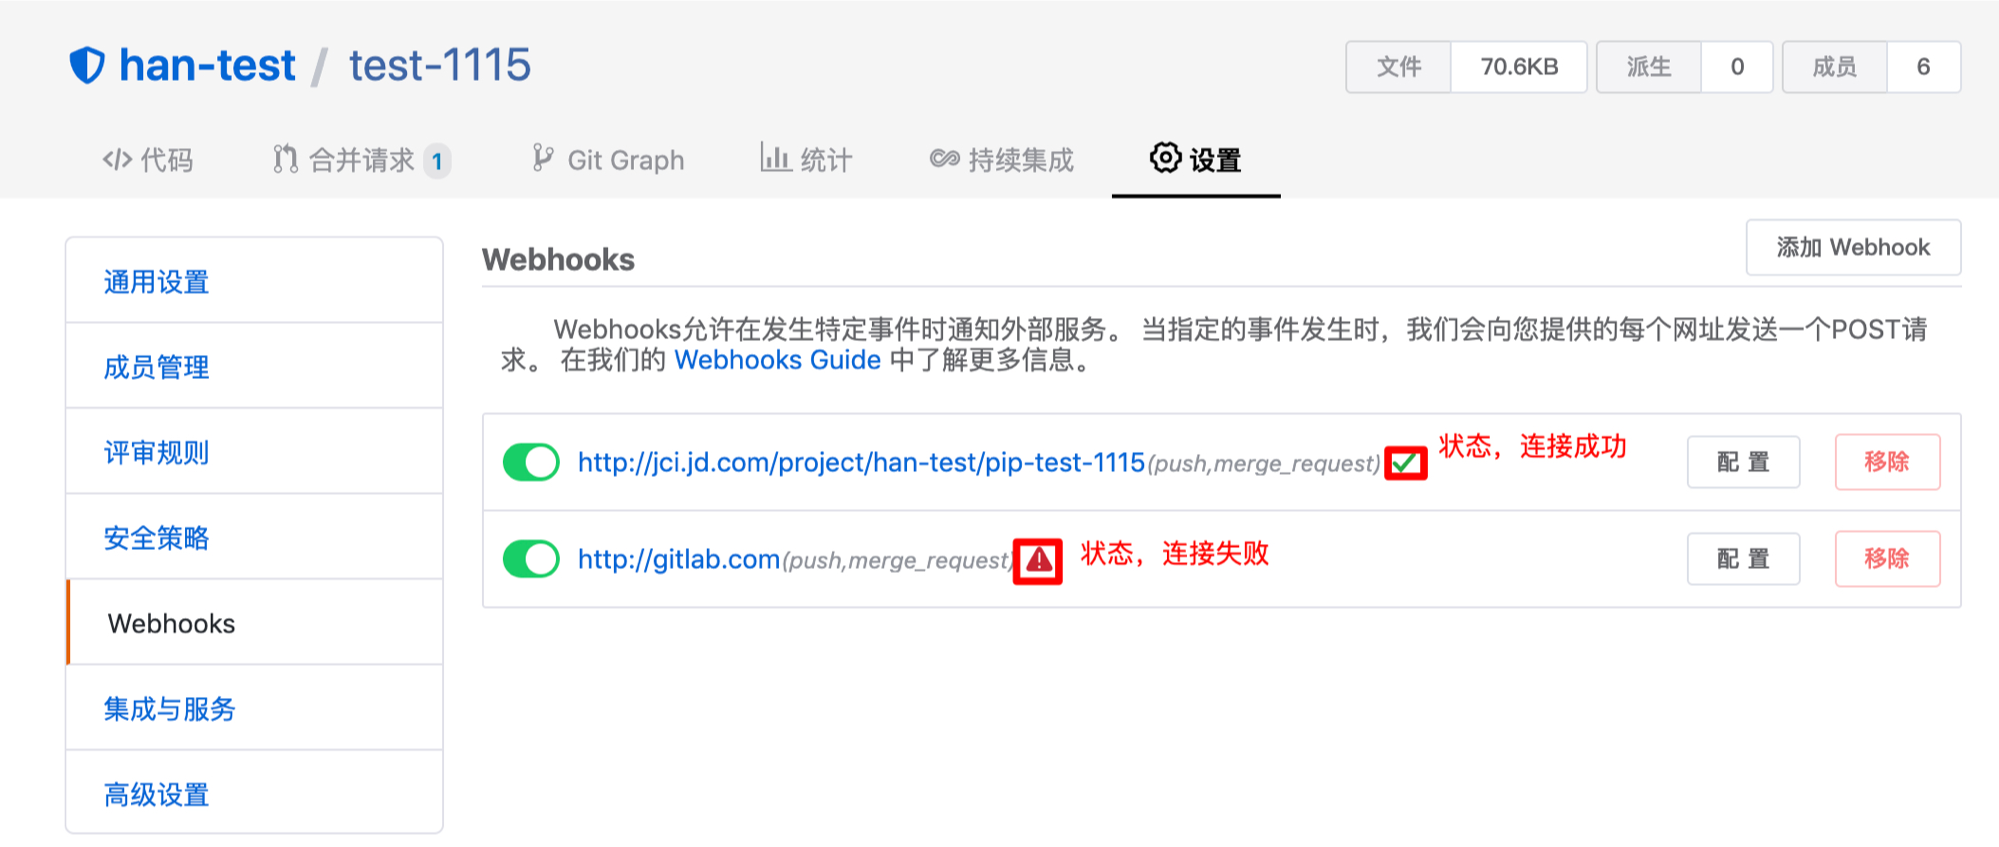 han-test / test-1115
文件 70.6KB 派生 0 成员 6
</> 代码 合并请求 1 Git Graph 统计 持续集成 设置
通用设置
成员管理
评审规则
安全策略
Webhooks
集成与服务
高级设置
Webhooks
添加 Webhook
Webhooks允许在发生特定事件时通知外部服务。 当指定的事件发生时，我们会向您提供的每个网址发送一个POST请
求。 在我们的 Webhooks Guide 中了解更多信息。
http://jci.jd.com/project/han-test/pip-test-1115(push,merge_request) 状态，连接成功 配 置 移除
http://gitlab.com(push,merge_request) 状态，连接失败 配 置 移除